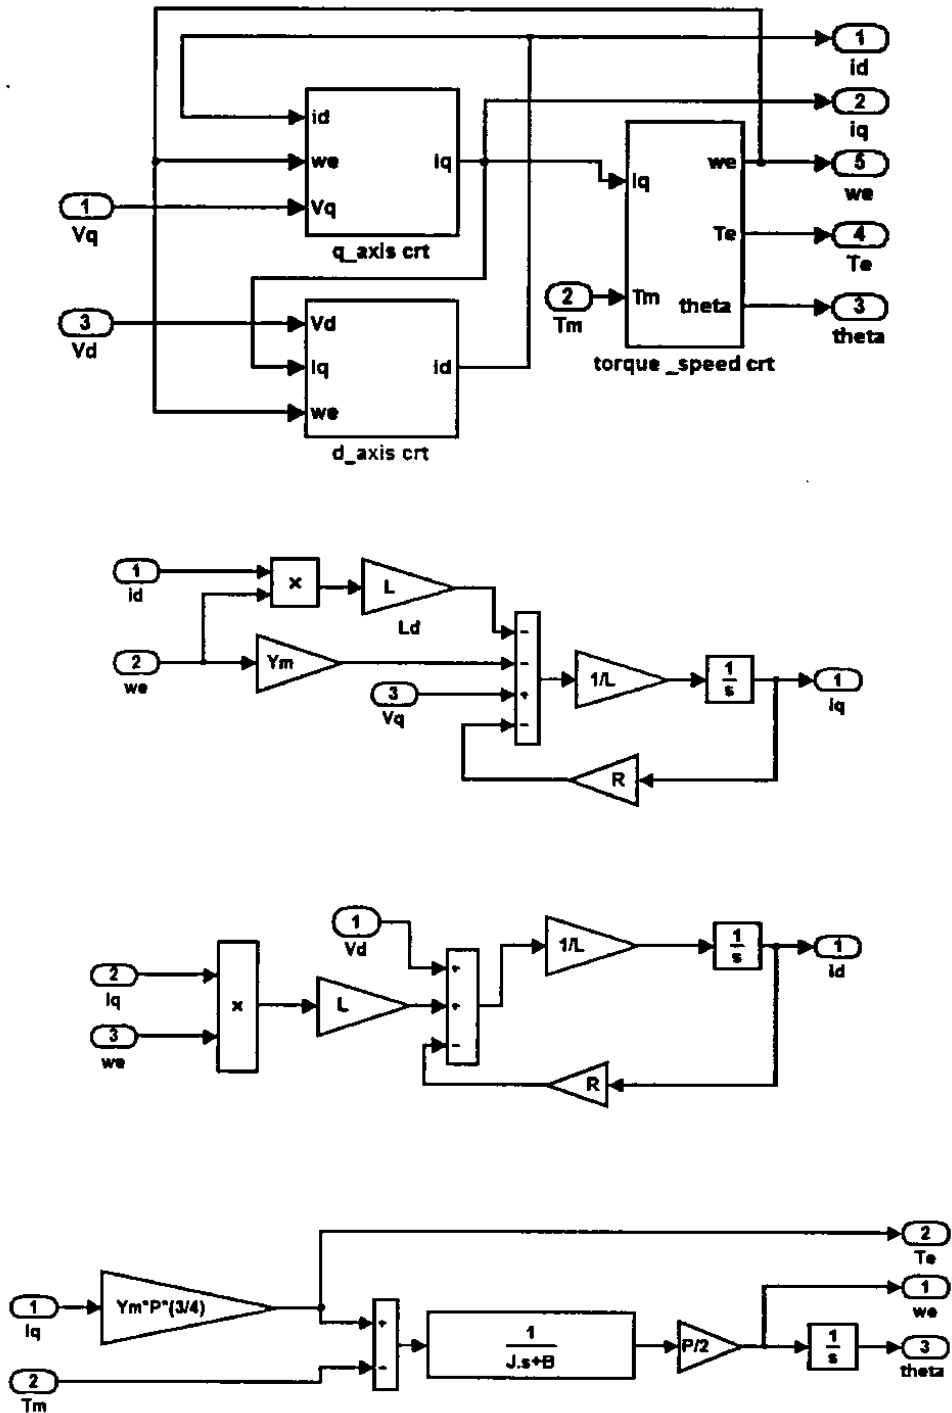 1
id
2
iq
id
we
iq
we
5
we
Iq
1
Vq
Vq
Te
4
Te
q_axis crt
2
Tm
Tm
theta
3
theta
3
Vd
Vd
Iq
id
torque _speed crt
we
d_axis crt
1
id
×
L
Ld
−
2
we
Ym
−
1/L
1
s
1
Iq
3
Vq
+
−
R
1
Vd
+
1/L
1
s
1
id
2
Iq
×
L
+
3
we
−
R
2
Te
1
Iq
Ym*P*(3/4)
+
1
we
1
J.s+B
P/2
1
s
3
theta
2
Tm
−